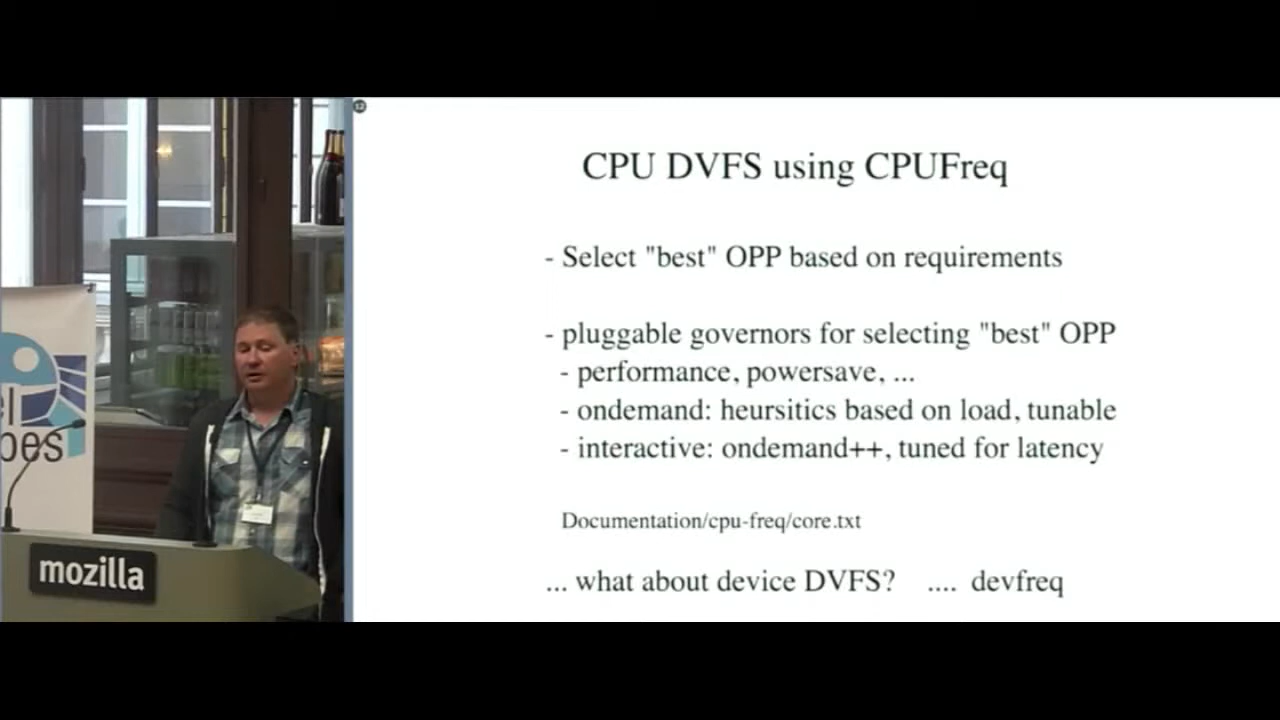 12
CPU DVFS using CPUFreq
- Select "best" OPP based on requirements
- pluggable governors for selecting "best" OPP
- performance, powersave, ...
- ondemand: heursitics based on load, tunable
- interactive: ondemand++, tuned for latency
Documentation/cpu-freq/core.txt
... what about device DVFS? .... devfreq
mozilla